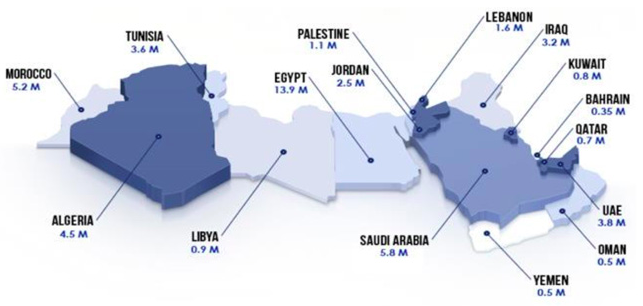 LEBANON
1.6 M
PALESTINE
1.1 M
IRAQ
3.2 M
TUNISIA
3.6 M
JORDAN
2.5 M
KUWAIT
0.8 M
MOROCCO
5.2 M
EGYPT
13.9 M
BAHRAIN
0.35 M
QATAR
0.7 M
ALGERIA
4.5 M
LIBYA
0.9 M
SAUDI ARABIA
5.8 M
UAE
3.8 M
OMAN
0.5 M
YEMEN
0.5 M